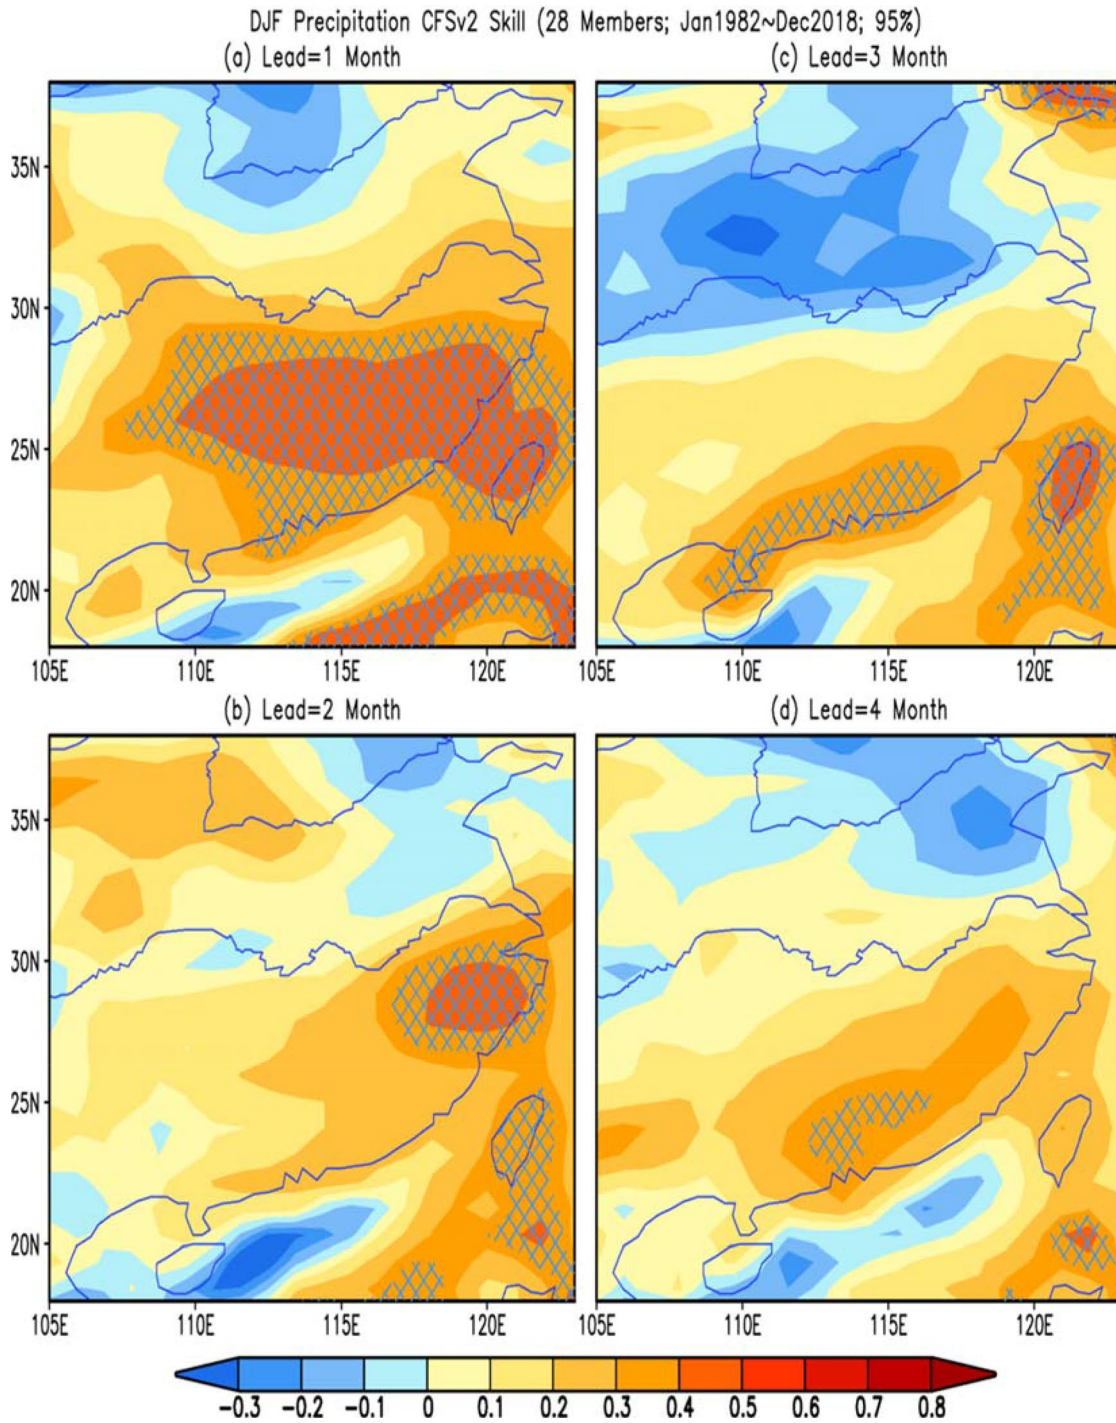 DJF Precipitation CFSv2 Skill (28 Members; Jan1982~Dec2018; 95%)
(a) Lead=1 Month
(c) Lead=3 Month
35N
30N
25N
20N
105E 110E 115E 120E
105E 110E 115E 120E
(b) Lead=2 Month
(d) Lead=4 Month
35N
30N
25N
20N
105E 110E 115E 120E
105E 110E 115E 120E
-0.3 -0.2 -0.1 0 0.1 0.2 0.3 0.4 0.5 0.6 0.7 0.8